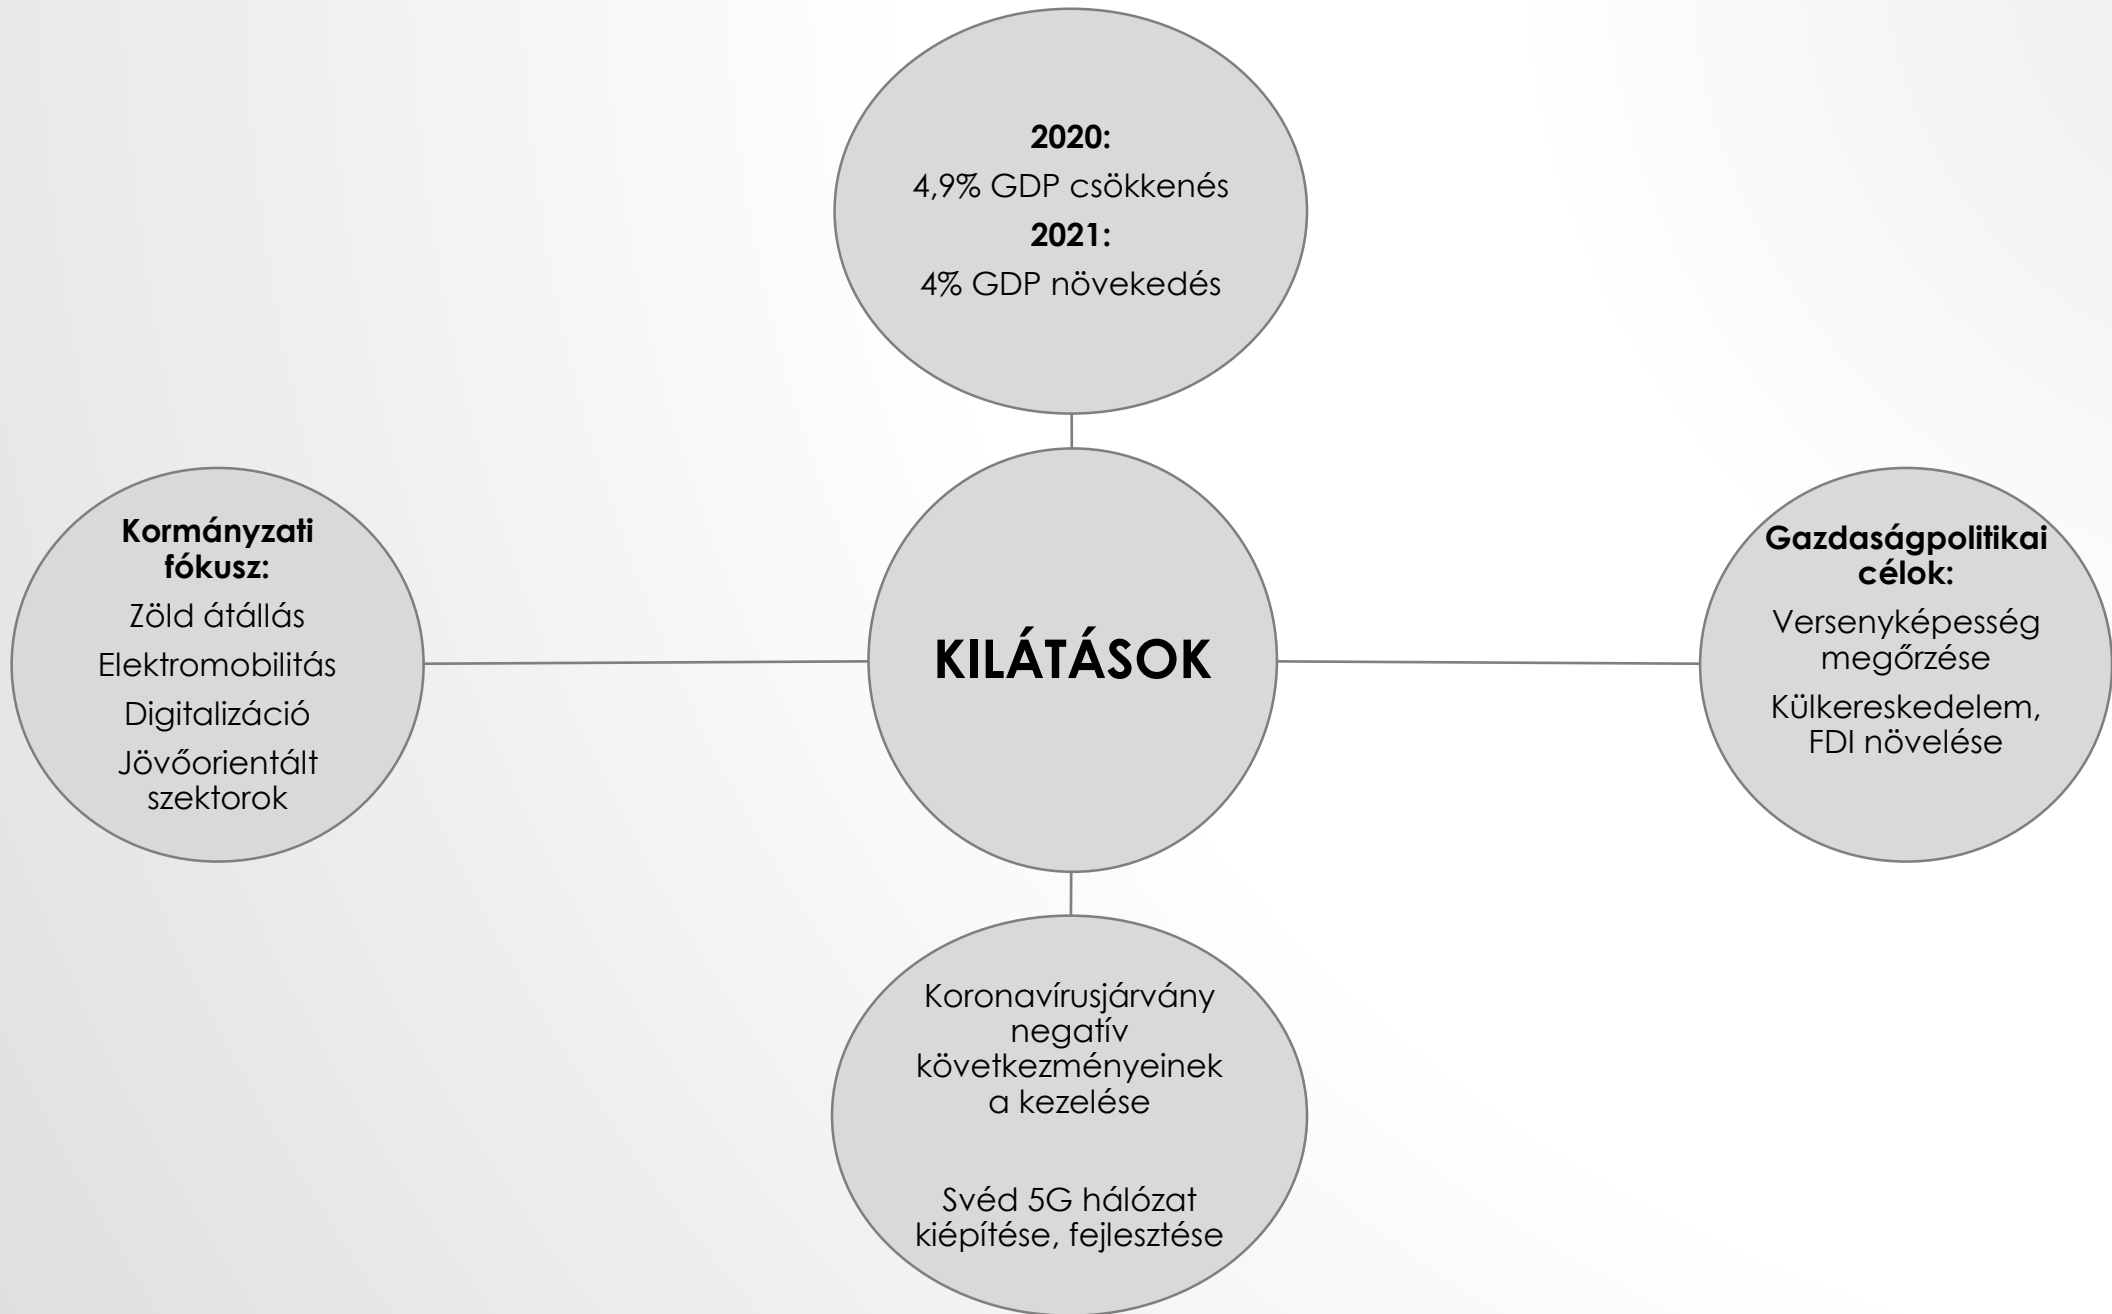 2020:
4,9% GDP csökkenés
2021:
4% GDP növekedés
Kormányzati
fókusz:
Zöld átállás
Elektromobilitás
Digitalizáció
Jövőorientált
szektorok
KILÁTÁSOK
Gazdaságpolitikai
célok:
Versenyképesség
megőrzése
Külkereskedelem,
FDI növelése
Koronavírusjárvány
negatív
következményeinek
a kezelése
Svéd 5G hálózat
kiépítése, fejlesztése